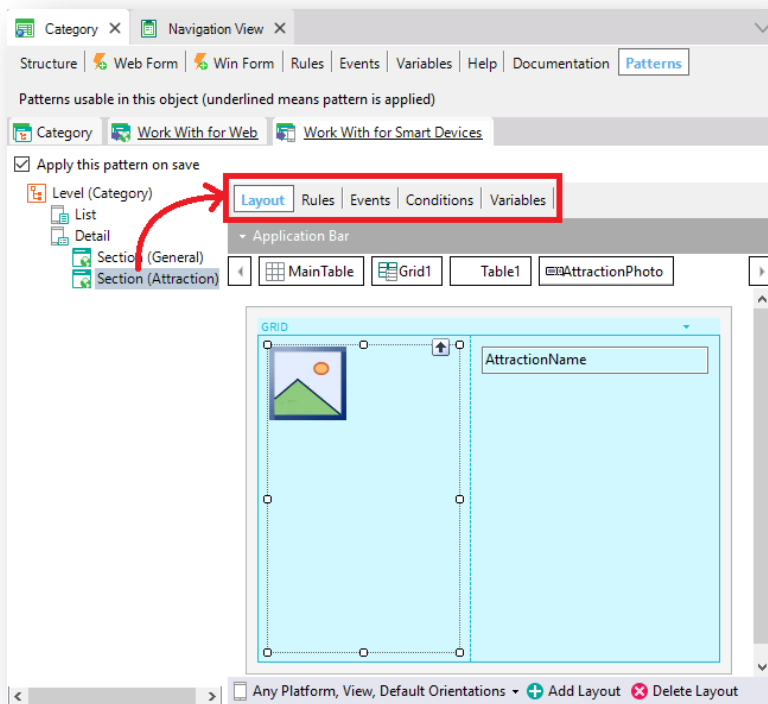 Category Navigation View
Structure Web Form Win Form Rules Events Variables Help Documentation Patterns
Patterns usable in this object (underlined means pattern is applied)
Category Work With for Web Work With for Smart Devices
Apply this pattern on save
Level (Category)
List
Detail
Section (General)
Section (Attraction)
Layout Rules Events Conditions Variables
Application Bar
MainTable Grid1 Table1 AttractionPhoto
GRID
AttractionName
Any Platform, View, Default Orientations Add Layout Delete Layout